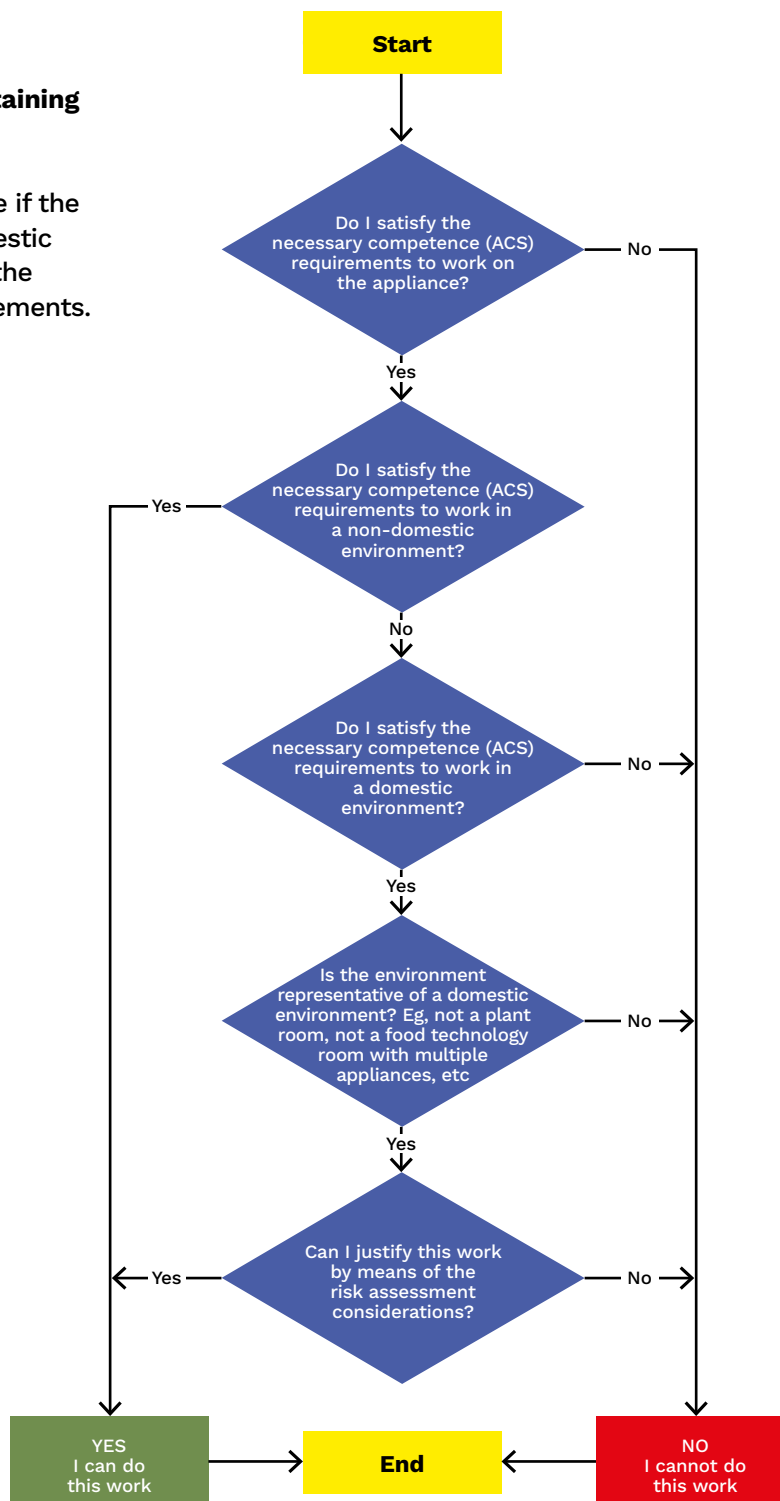 Start
taining
e if the
estic
the
ements.
Do I satisfy the
necessary competence (ACS)
requirements to work on
the appliance?
No
Yes
Do I satisfy the
necessary competence (ACS)
requirements to work in
a non-domestic
environment?
Yes
No
Do I satisfy the
necessary competence (ACS)
requirements to work in
a domestic
environment?
No
Yes
Is the environment
representative of a domestic
environment? Eg, not a plant
room, not a food technology
room with multiple
appliances, etc
No
Yes
Can I justify this work
by means of the
risk assessment
considerations?
Yes
No
YES
I can do
this work
End
NO
I cannot do
this work